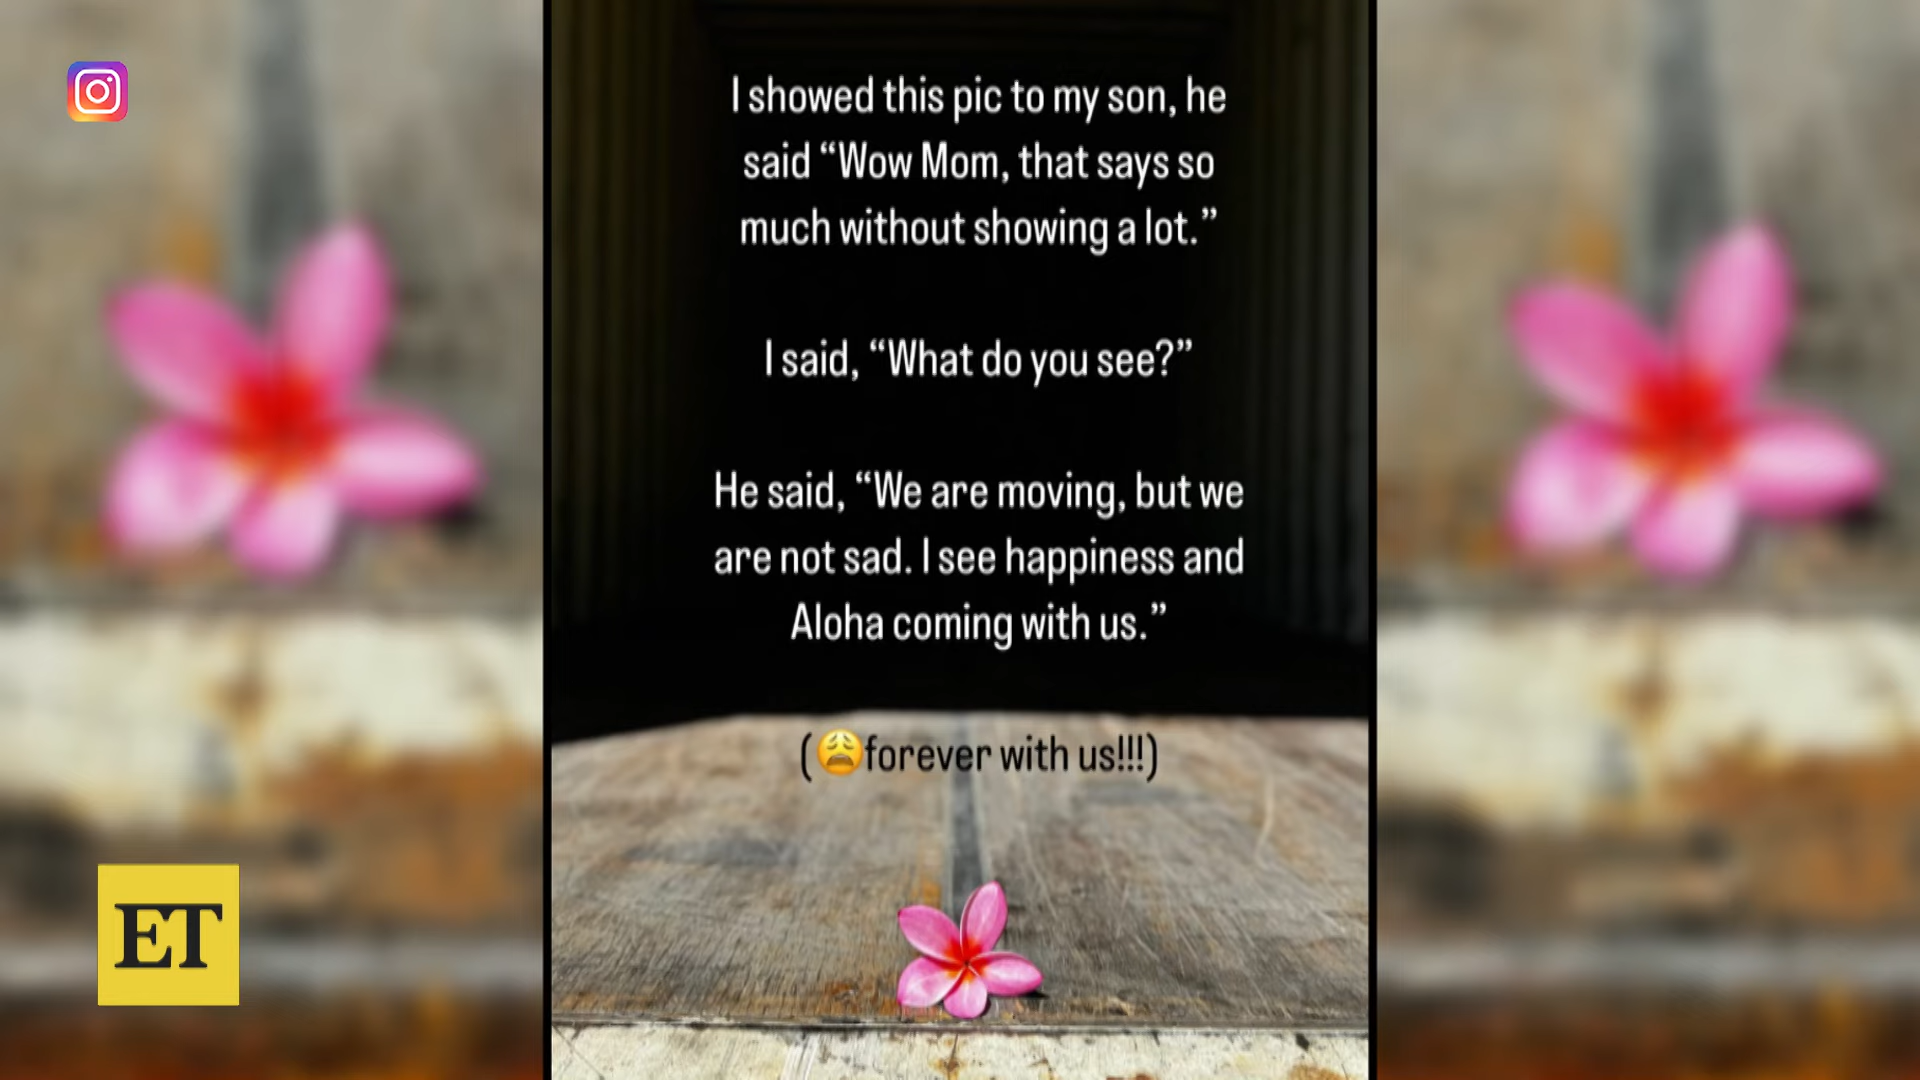 I showed this pic to my son, he
said “Wow Mom, that says so
much without showing a lot.”
I said, “What do you see?”
He said, “We are moving, but we
are not sad. I see happiness and
Aloha coming with us.”
(😩forever with us!!!)
ET